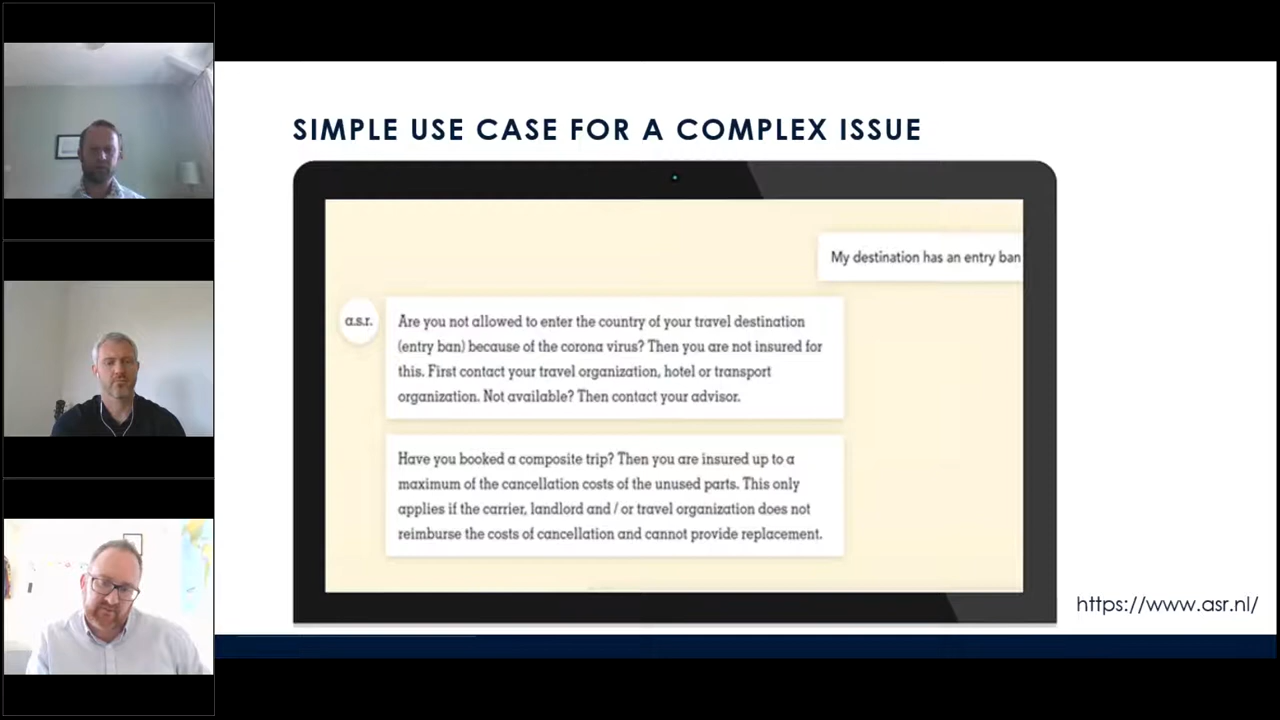 SIMPLE USE CASE FOR A COMPLEX ISSUE
My destination has an entry ban
a.s.r.
Are you not allowed to enter the country of your travel destination
(entry ban) because of the corona virus? Then you are not insured for
this. First contact your travel organization, hotel or transport
organization. Not available? Then contact your advisor.
Have you booked a composite trip? Then you are insured up to a
maximum of the cancellation costs of the unused parts. This only
applies if the carrier, landlord and / or travel organization does not
reimburse the costs of cancellation and cannot provide replacement.
https://www.asr.nl/